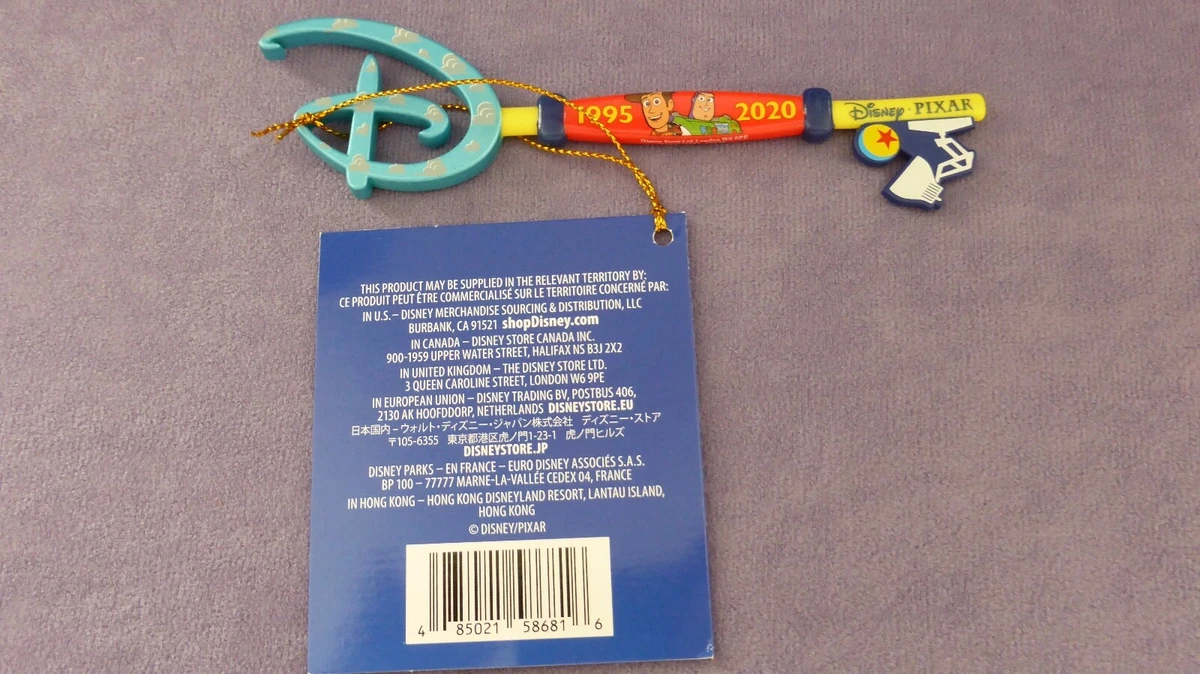 1995 2020
Disney · PIXAR
Disney Store Ltd London W6 9PE
THIS PRODUCT MAY BE SUPPLIED IN THE RELEVANT TERRITORY BY:
CE PRODUIT PEUT ÊTRE COMMERCIALISÉ SUR LE TERRITOIRE CONCERNÉ PAR:
IN U.S. – DISNEY MERCHANDISE SOURCING & DISTRIBUTION, LLC
BURBANK, CA 91521 shopDisney.com
IN CANADA – DISNEY STORE CANADA INC.
900-1959 UPPER WATER STREET, HALIFAX NS B3J 2X2
IN UNITED KINGDOM – THE DISNEY STORE LTD.
3 QUEEN CAROLINE STREET, LONDON W6 9PE
IN EUROPEAN UNION – DISNEY TRADING BV, POSTBUS 406,
2130 AK HOOFDDORP, NETHERLANDS DISNEYSTORE.EU
日本国内 – ウォルト・ディズニー・ジャパン株式会社 ディズニー・ストア
〒105-6355 東京都港区虎ノ門1-23-1 虎ノ門ヒルズ
DISNEYSTORE.JP
DISNEY PARKS – EN FRANCE – EURO DISNEY ASSOCIÉS S.A.S.
BP 100 – 77777 MARNE-LA-VALLÉE CEDEX 04, FRANCE
IN HONG KONG – HONG KONG DISNEYLAND RESORT, LANTAU ISLAND,
HONG KONG
© DISNEY/PIXAR
4 85021 58681 6